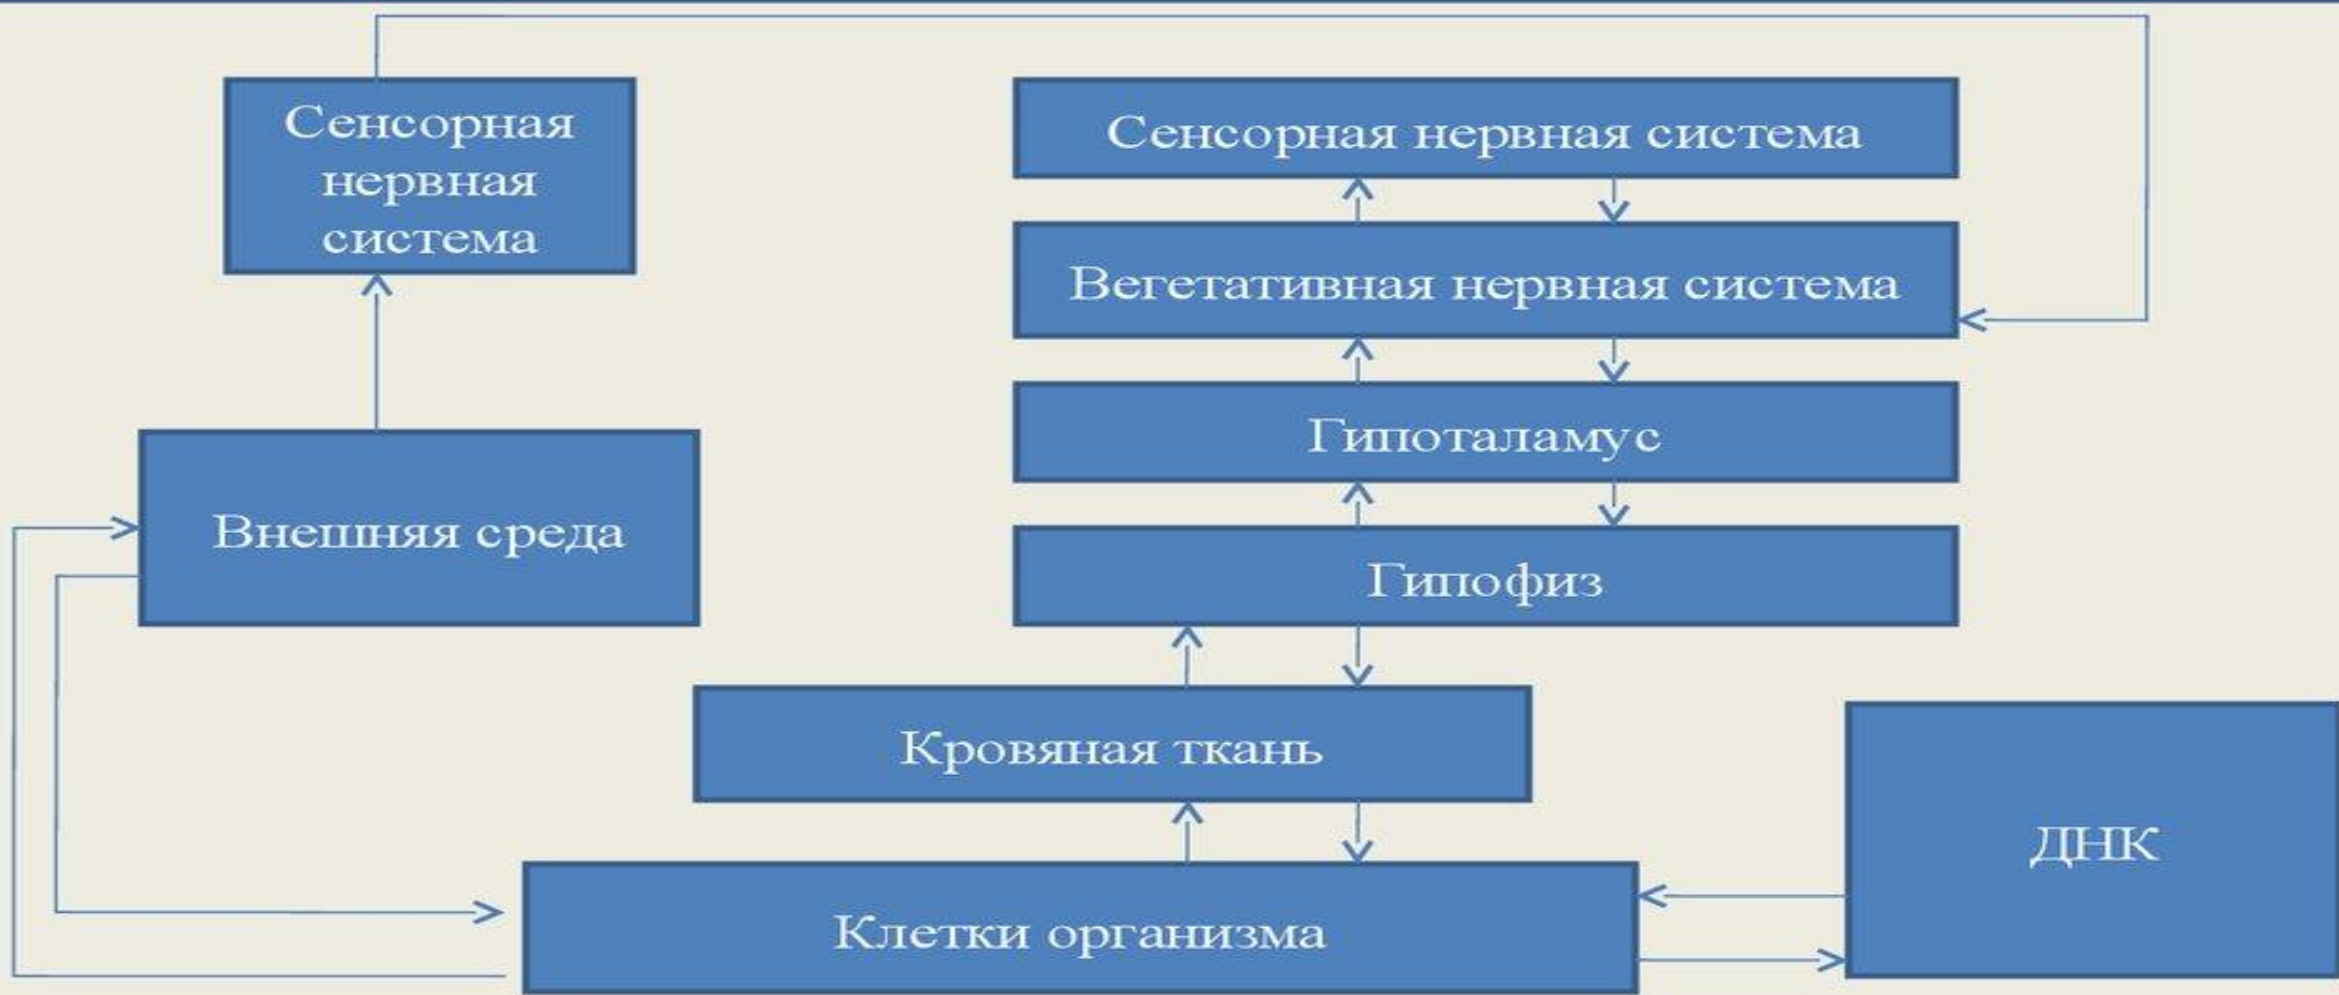 Сенсорная
нервная
система
Сенсорная нервная система
Вегетативная нервная система
Гипоталамус
Внешняя среда
Гипофиз
Кровяная ткань
ДНК
Клетки организма